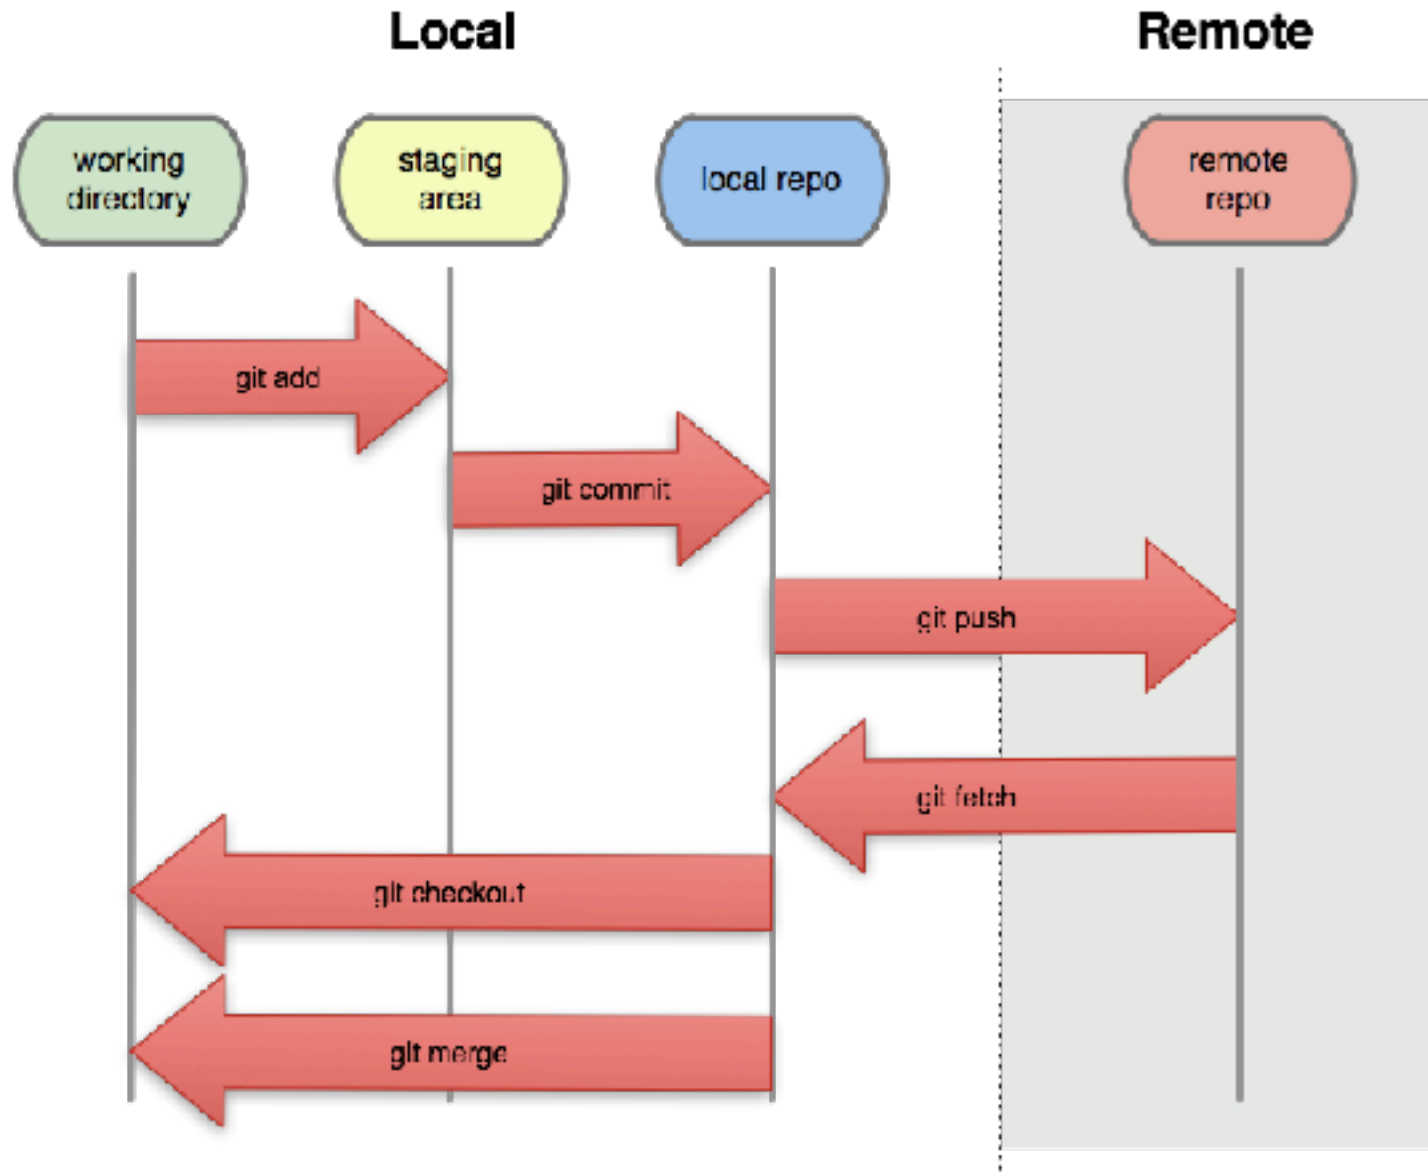 Local
Remote
working
directory
staging
area
local repo
remote
repo
git add
git commit
git push
git fetch
git checkout
git merge